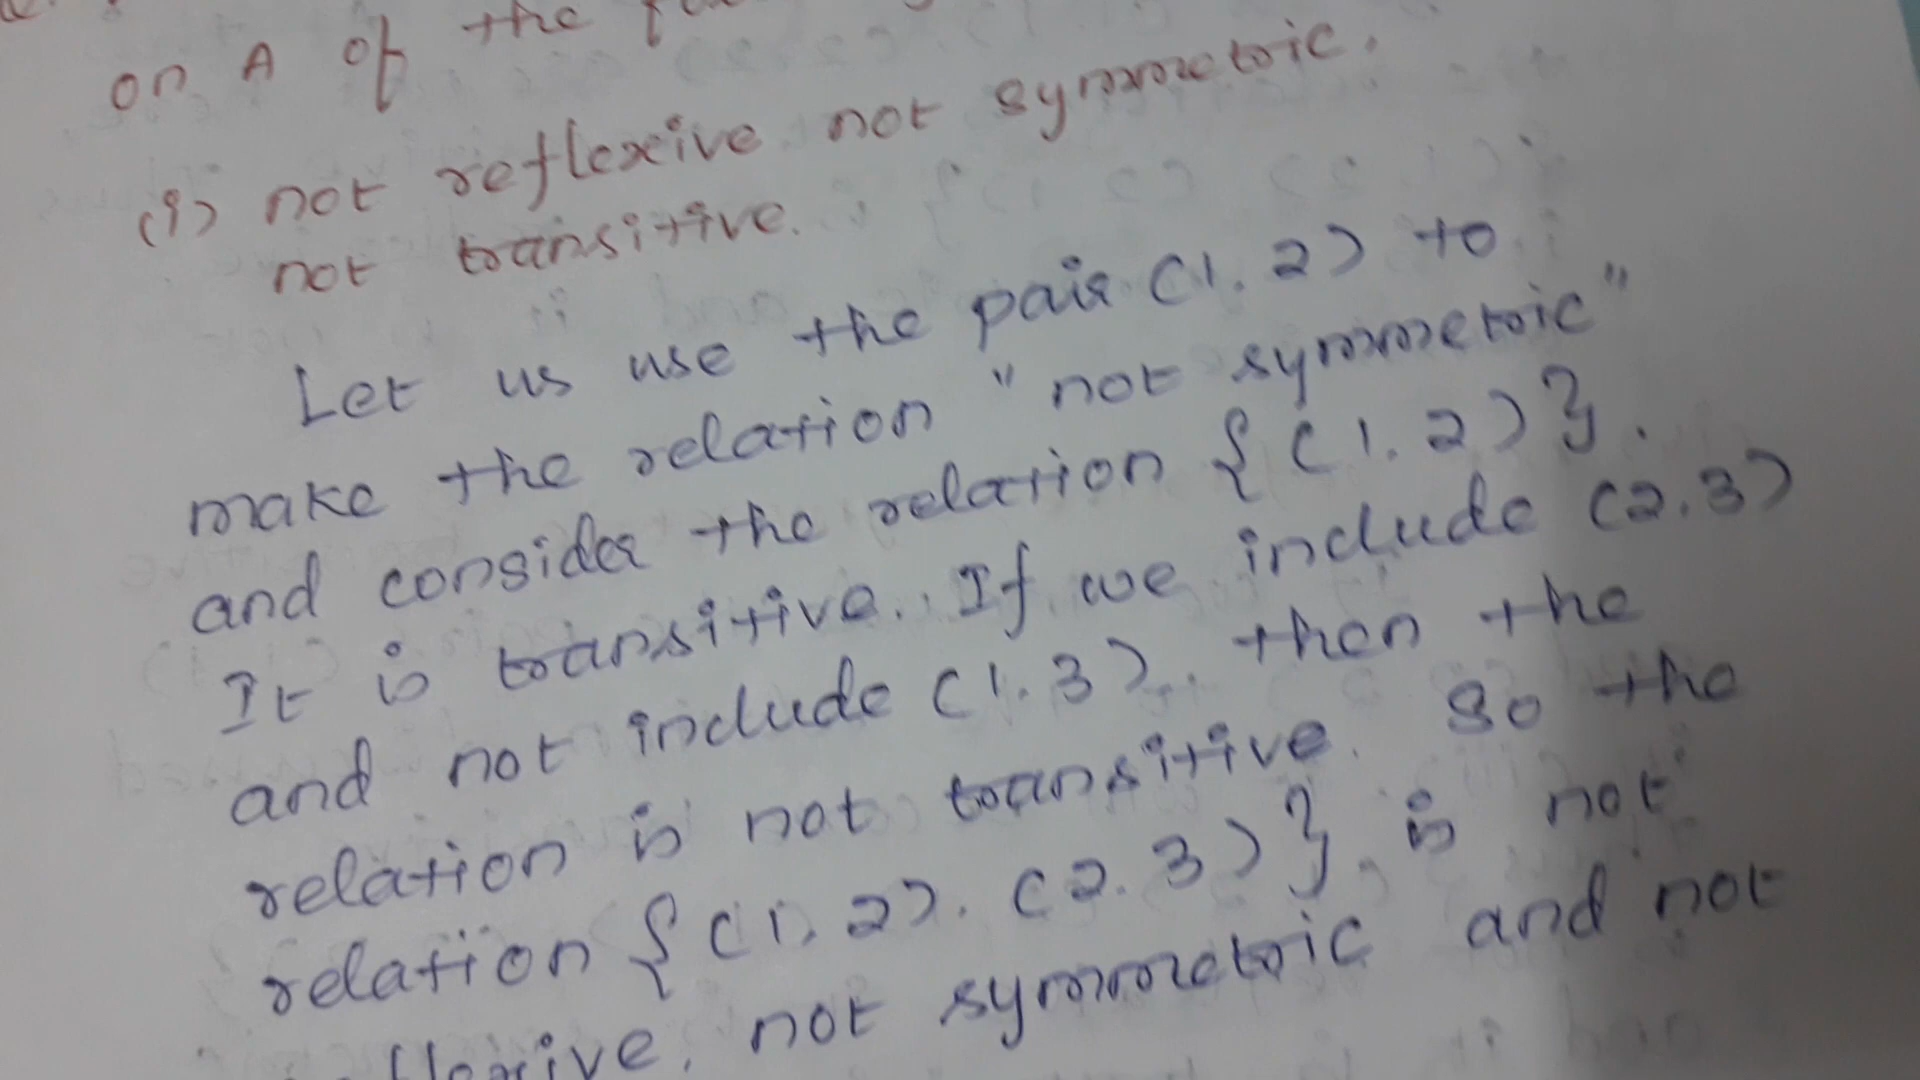 on A of the
(i) not reflexive not symmetric.
not transitive.
Let us use the pair (1, 2) to
make the relation "not symmetric"
and consider the relation {(1, 2)}.
It is transitive. If we include (2, 3)
and not include (1, 3), then the
relation is not transitive. So the
relation {(1, 2), (2, 3)} is not
not symmetric and not